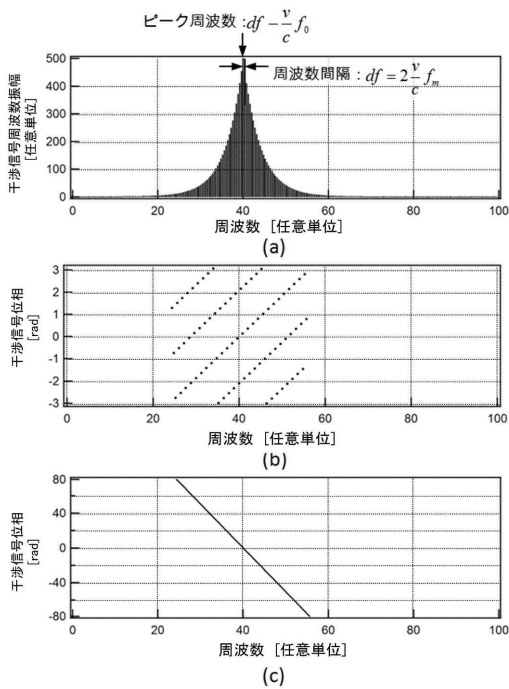 ピーク周波数 : df − v/c f₀
周波数間隔 : df = 2 v/c fₘ
干渉信号周波数振幅
[任意単位]
500
400
300
200
100
0
0 20 40 60 80 100
周波数 [任意単位]
(a)
干渉信号位相
[rad]
3
2
1
0
-1
-2
-3
0 20 40 60 80 100
周波数 [任意単位]
(b)
干渉信号位相
[rad]
80
40
0
-40
-80
0 20 40 60 80 100
周波数 [任意単位]
(c)